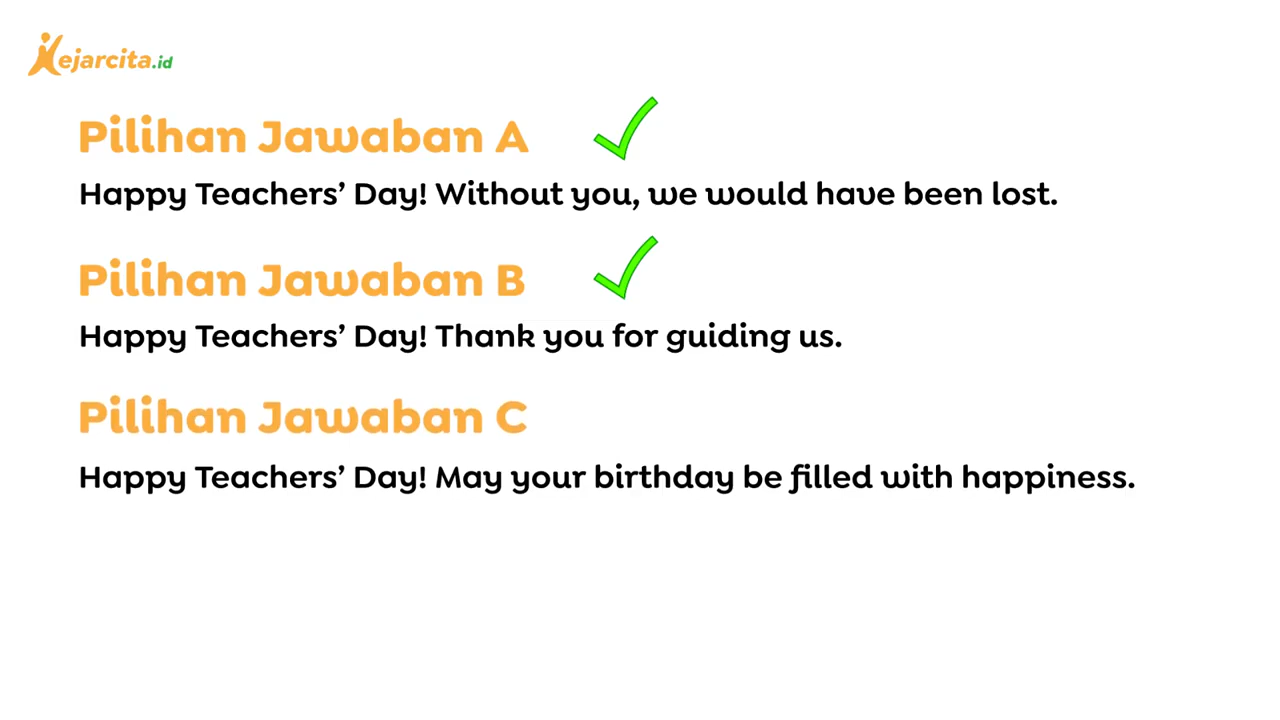 Kejarcita.id
Pilihan Jawaban A
Happy Teachers’ Day! Without you, we would have been lost.
Pilihan Jawaban B
Happy Teachers’ Day! Thank you for guiding us.
Pilihan Jawaban C
Happy Teachers’ Day! May your birthday be filled with happiness.